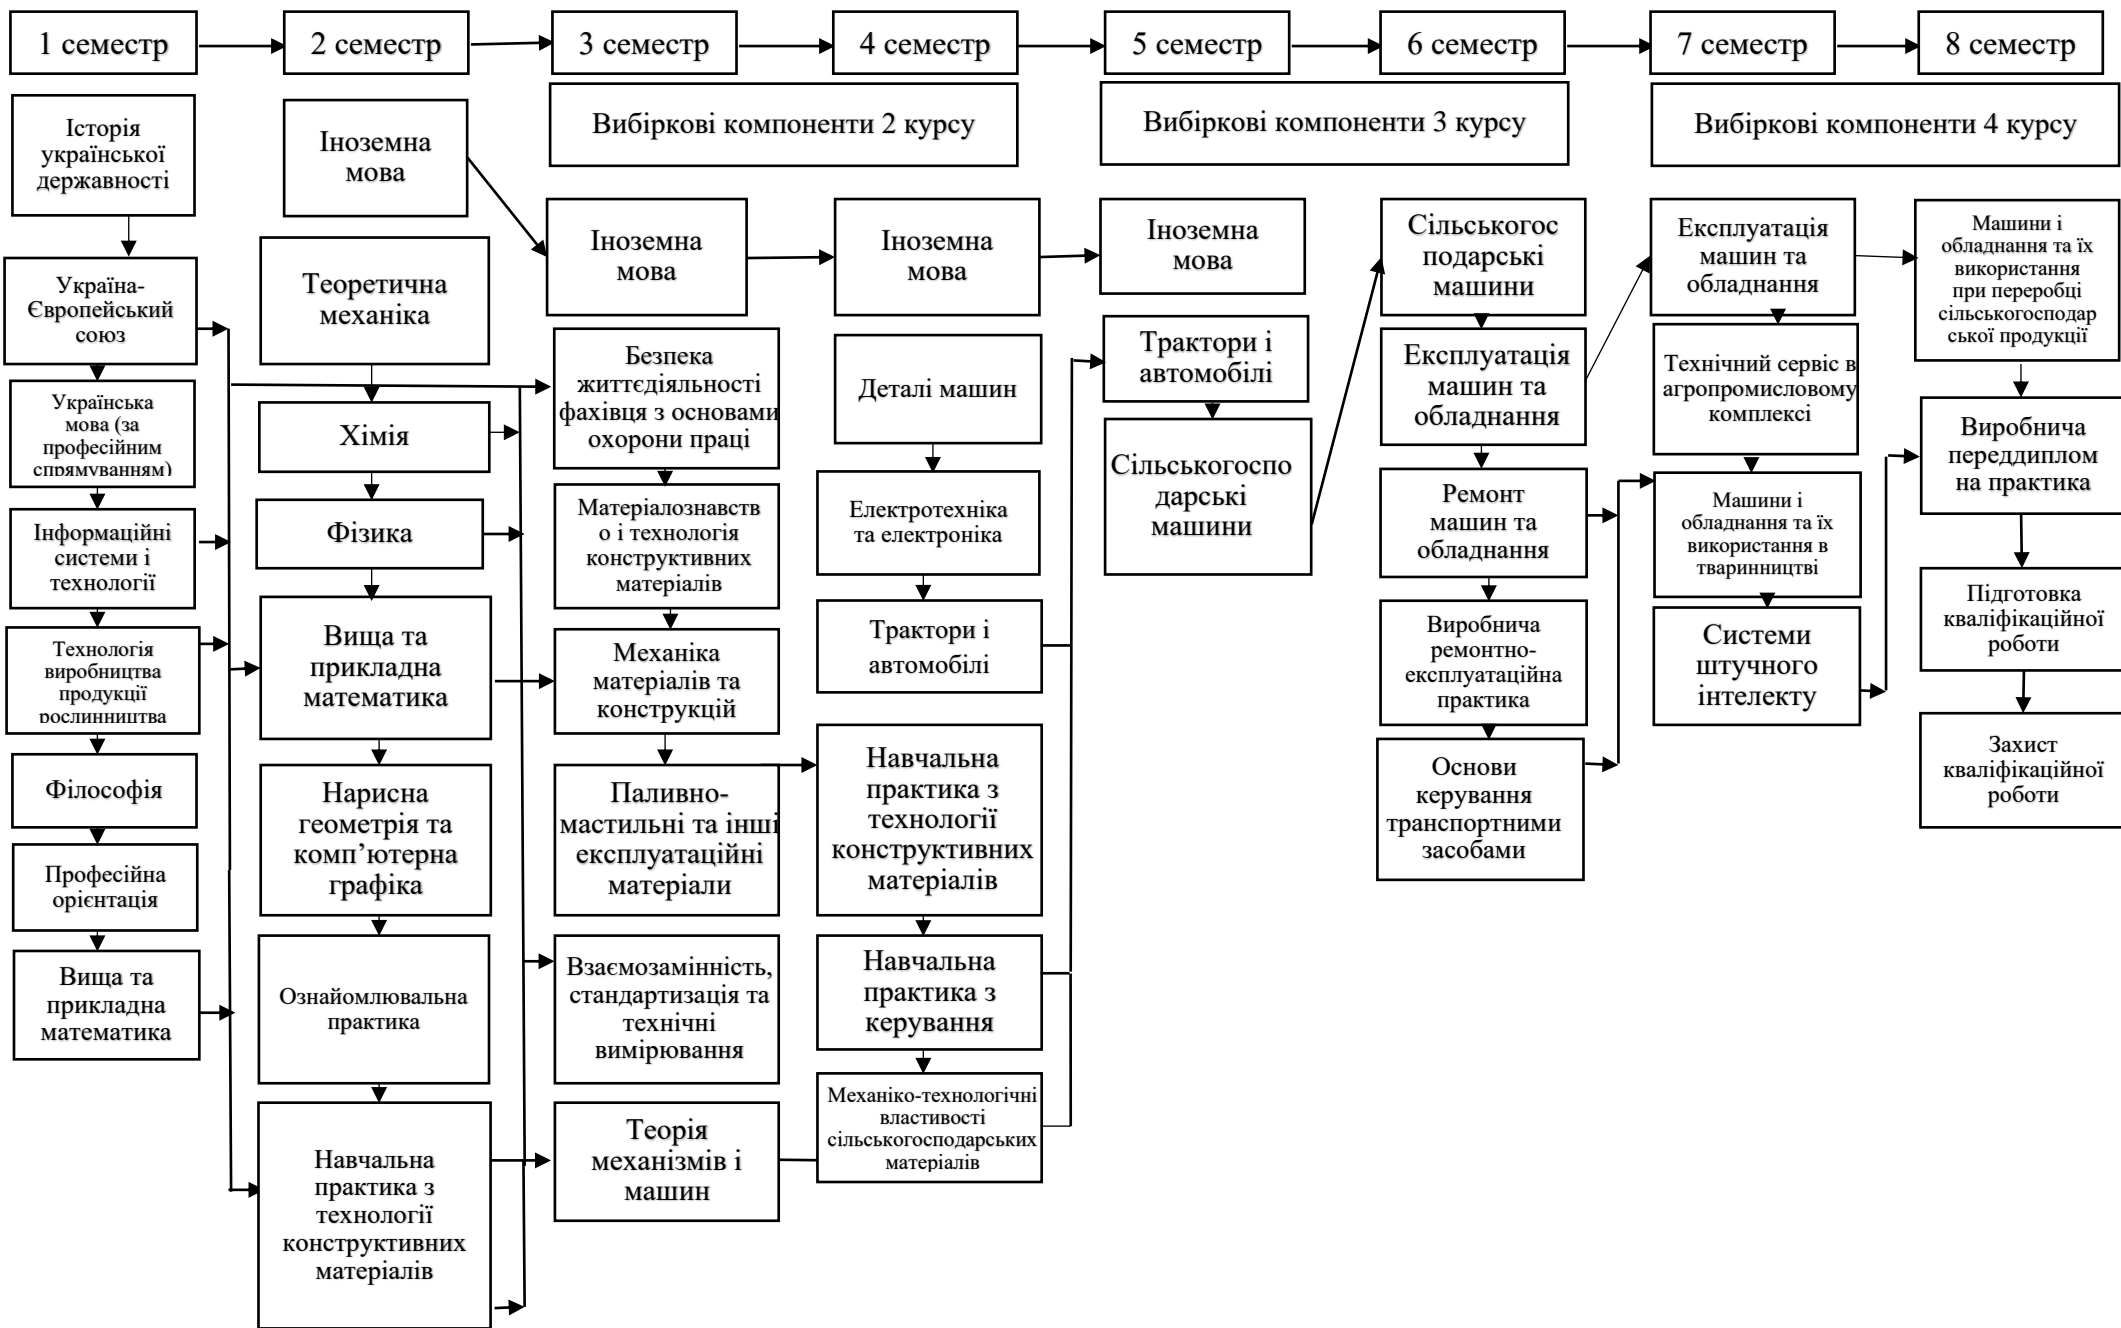 1 семестр
2 семестр
3 семестр
4 семестр
5 семестр
6 семестр
7 семестр
8 семестр
Вибіркові компоненти 2 курсу
Вибіркові компоненти 3 курсу
Вибіркові компоненти 4 курсу
Історія
української
державності
Україна-
Європейський
союз
Українська
мова (за
професійним
спрямуванням)
Інформаційні
системи і
технології
Технологія
виробництва
продукції
рослинництва
Філософія
Професійна
орієнтація
Вища та
прикладна
математика
Іноземна
мова
Теоретична
механіка
Хімія
Фізика
Вища та
прикладна
математика
Нарисна
геометрія та
комп’ютерна
графіка
Ознайомлювальна
практика
Навчальна
практика з
технології
конструктивних
матеріалів
Іноземна
мова
Безпека
життєдіяльності
фахівця з основами
охорони праці
Матеріалознавств
о і технологія
конструктивних
матеріалів
Механіка
матеріалів та
конструкцій
Паливно-
мастильні та інші
експлуатаційні
матеріали
Взаємозамінність,
стандартизація та
технічні
вимірювання
Теорія
механізмів і
машин
Іноземна
мова
Деталі машин
Електротехніка
та електроніка
Трактори і
автомобілі
Навчальна
практика з
технології
конструктивних
матеріалів
Навчальна
практика з
керування
Механіко-технологічні
властивості
сільськогосподарських
матеріалів
Іноземна
мова
Трактори і
автомобілі
Сільськогоспо
дарські
машини
Сільськогос
подарські
машини
Експлуатація
машин та
обладнання
Ремонт
машин та
обладнання
Виробнича
ремонтно-
експлуатаційна
практика
Основи
керування
транспортними
засобами
Експлуатація
машин та
обладнання
Технічний сервіс в
агропромисловому
комплексі
Машини і
обладнання та їх
використання в
тваринництві
Системи
штучного
інтелекту
Машини і
обладнання та їх
використання
при переробці
сільськогосподар
ської продукції
Виробнича
переддиплом
на практика
Підготовка
кваліфікаційної
роботи
Захист
кваліфікаційної
роботи